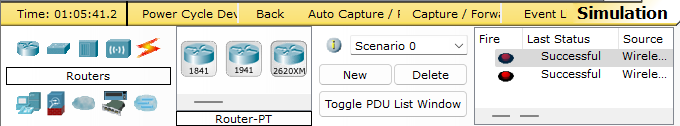 Time: 01:05:41.2 Power Cycle Dev Back Auto Capture / P Capture / Forwa Event L Simulation
Scenario 0
Fire Last Status Source
Successful Wirele...
Successful Wirele...
Routers
1841 1941 2620XM
New Delete
Toggle PDU List Window
Router-PT